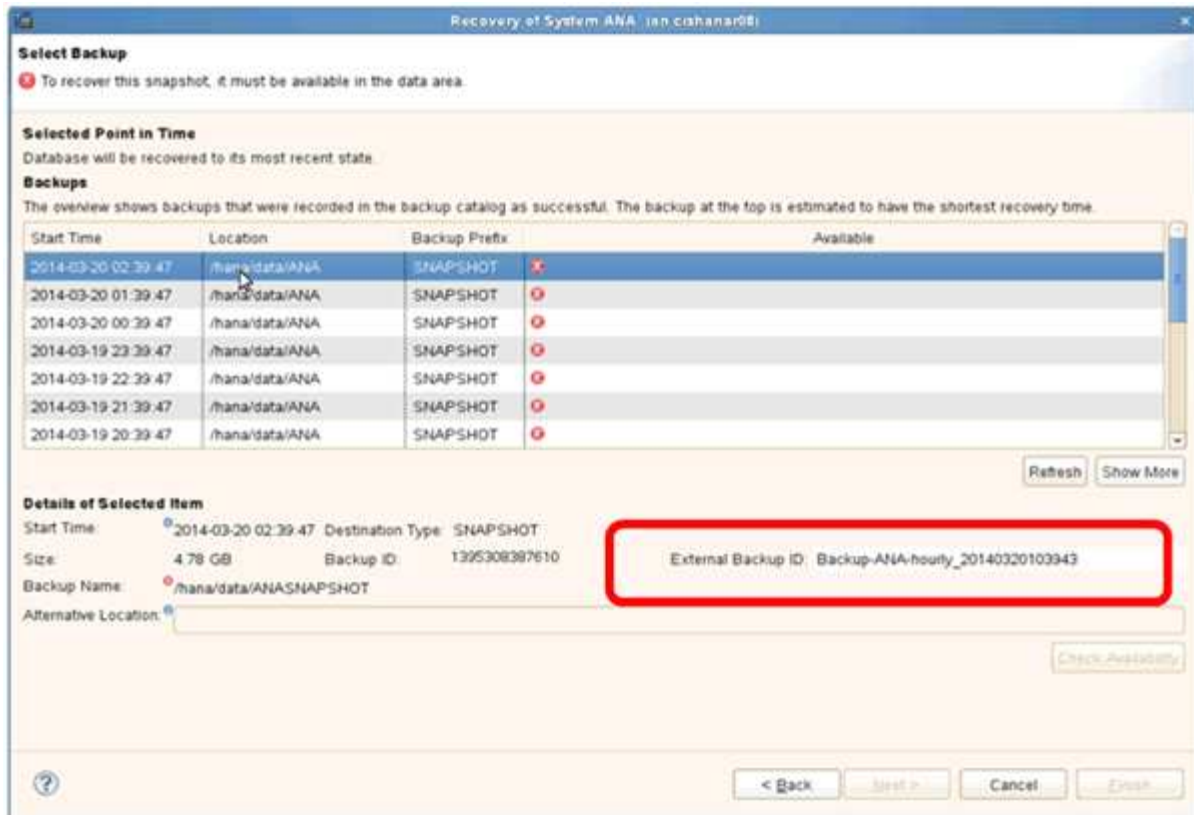 Recovery of System ANA (on cishanar08)
Select Backup
To recover this snapshot, it must be available in the data area.
Selected Point in Time
Database will be recovered to its most recent state.
Backups
The overview shows backups that were recorded in the backup catalog as successful. The backup at the top is estimated to have the shortest recovery time.
Start Time Location Backup Prefix Available
2014-03-20 02:39:47 /hana/data/ANA SNAPSHOT
2014-03-20 01:39:47 /hana/data/ANA SNAPSHOT
2014-03-20 00:39:47 /hana/data/ANA SNAPSHOT
2014-03-19 23:39:47 /hana/data/ANA SNAPSHOT
2014-03-19 22:39:47 /hana/data/ANA SNAPSHOT
2014-03-19 21:39:47 /hana/data/ANA SNAPSHOT
2014-03-19 20:39:47 /hana/data/ANA SNAPSHOT
Refresh Show More
Details of Selected Item
Start Time: 2014-03-20 02:39:47 Destination Type: SNAPSHOT
Size: 4.78 GB Backup ID: 1395308387610 External Backup ID: Backup-ANA-hourly_20140320103943
Backup Name: /hana/data/ANASNAPSHOT
Alternative Location:
Check Availability
? < Back Next > Cancel Finish